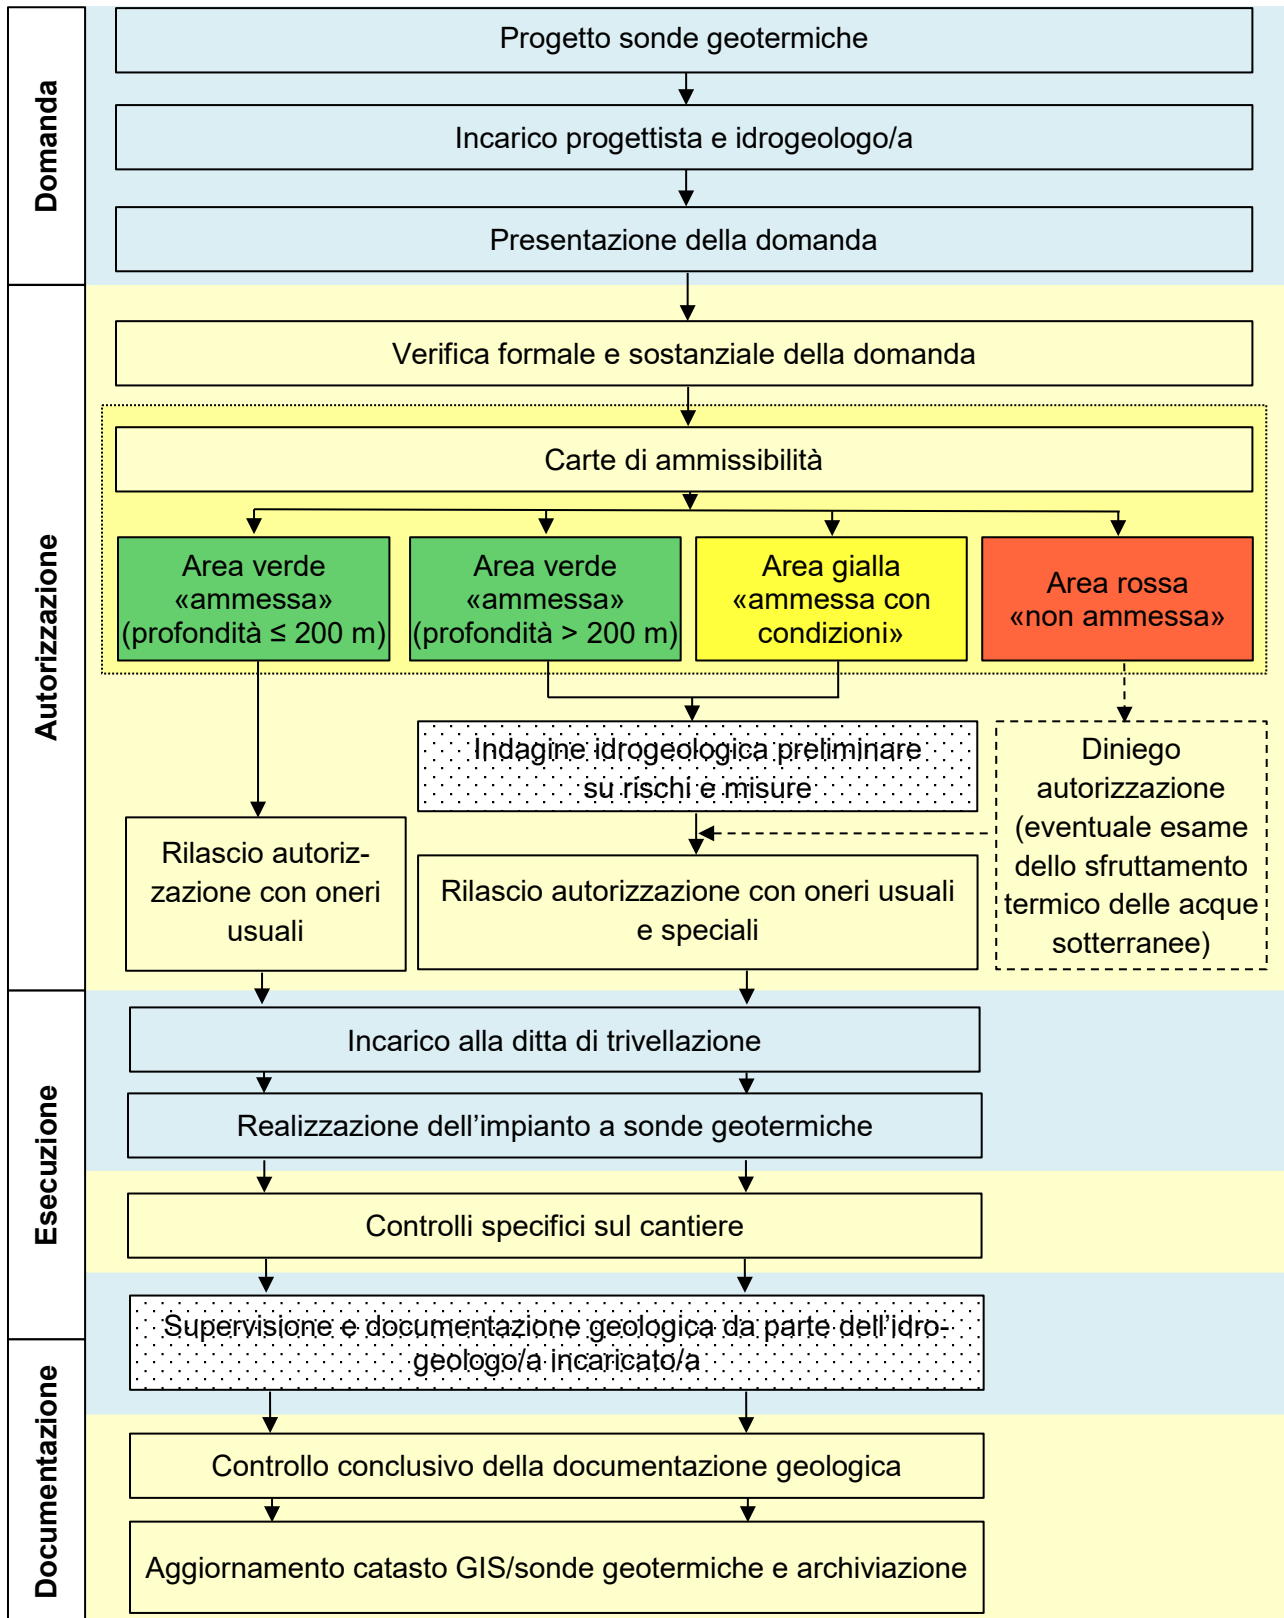 Domanda
Progetto sonde geotermiche
Incarico progettista e idrogeologo/a
Presentazione della domanda
Autorizzazione
Verifica formale e sostanziale della domanda
Carte di ammissibilità
Area verde
«ammessa»
(profondità ≤ 200 m)
Area verde
«ammessa»
(profondità > 200 m)
Area gialla
«ammessa con
condizioni»
Area rossa
«non ammessa»
Indagine idrogeologica preliminare
su rischi e misure
Diniego
autorizzazione
(eventuale esame
dello sfruttamento
termico delle acque
sotterranee)
Rilascio autoriz-
zazione con oneri
usuali
Rilascio autorizzazione con oneri usuali
e speciali
Esecuzione
Incarico alla ditta di trivellazione
Realizzazione dell’impianto a sonde geotermiche
Controlli specifici sul cantiere
Supervisione e documentazione geologica da parte dell’idro-
geologo/a incaricato/a
Documentazione
Controllo conclusivo della documentazione geologica
Aggiornamento catasto GIS/sonde geotermiche e archiviazione